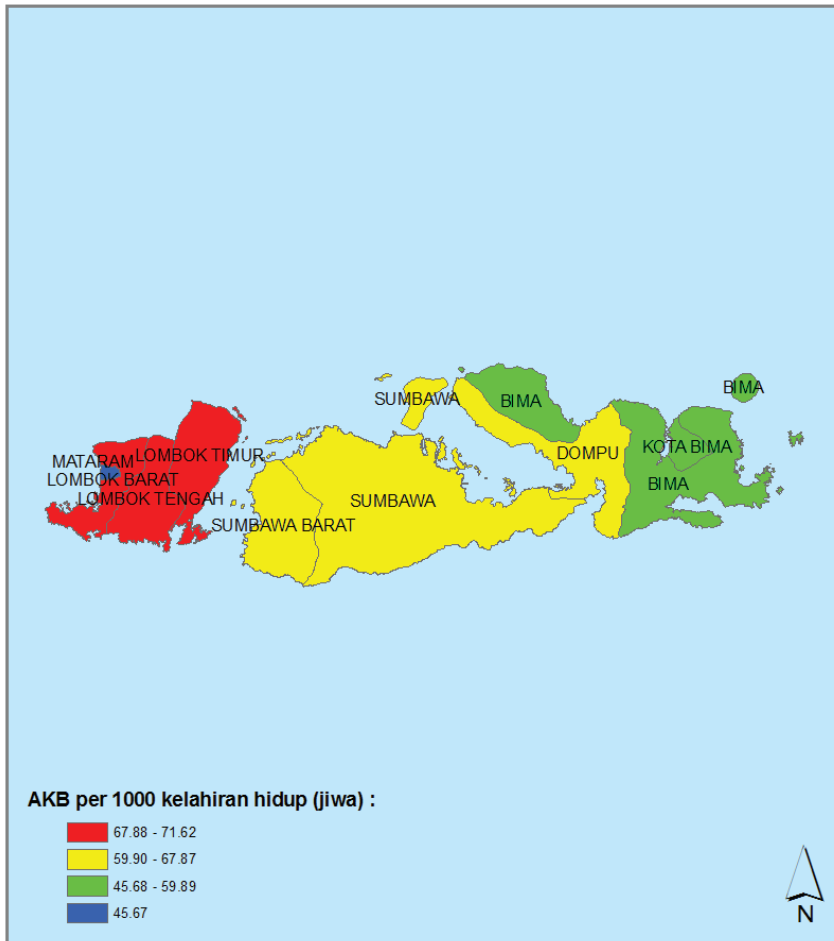 BIMA
SUMBAWA
BIMA
MATARAM
LOMBOK TIMUR
DOMPU
KOTA BIMA
LOMBOK BARAT
BIMA
LOMBOK TENGAH
SUMBAWA
SUMBAWA BARAT
AKB per 1000 kelahiran hidup (jiwa) :
67.88 - 71.62
59.90 - 67.87
45.68 - 59.89
45.67
N